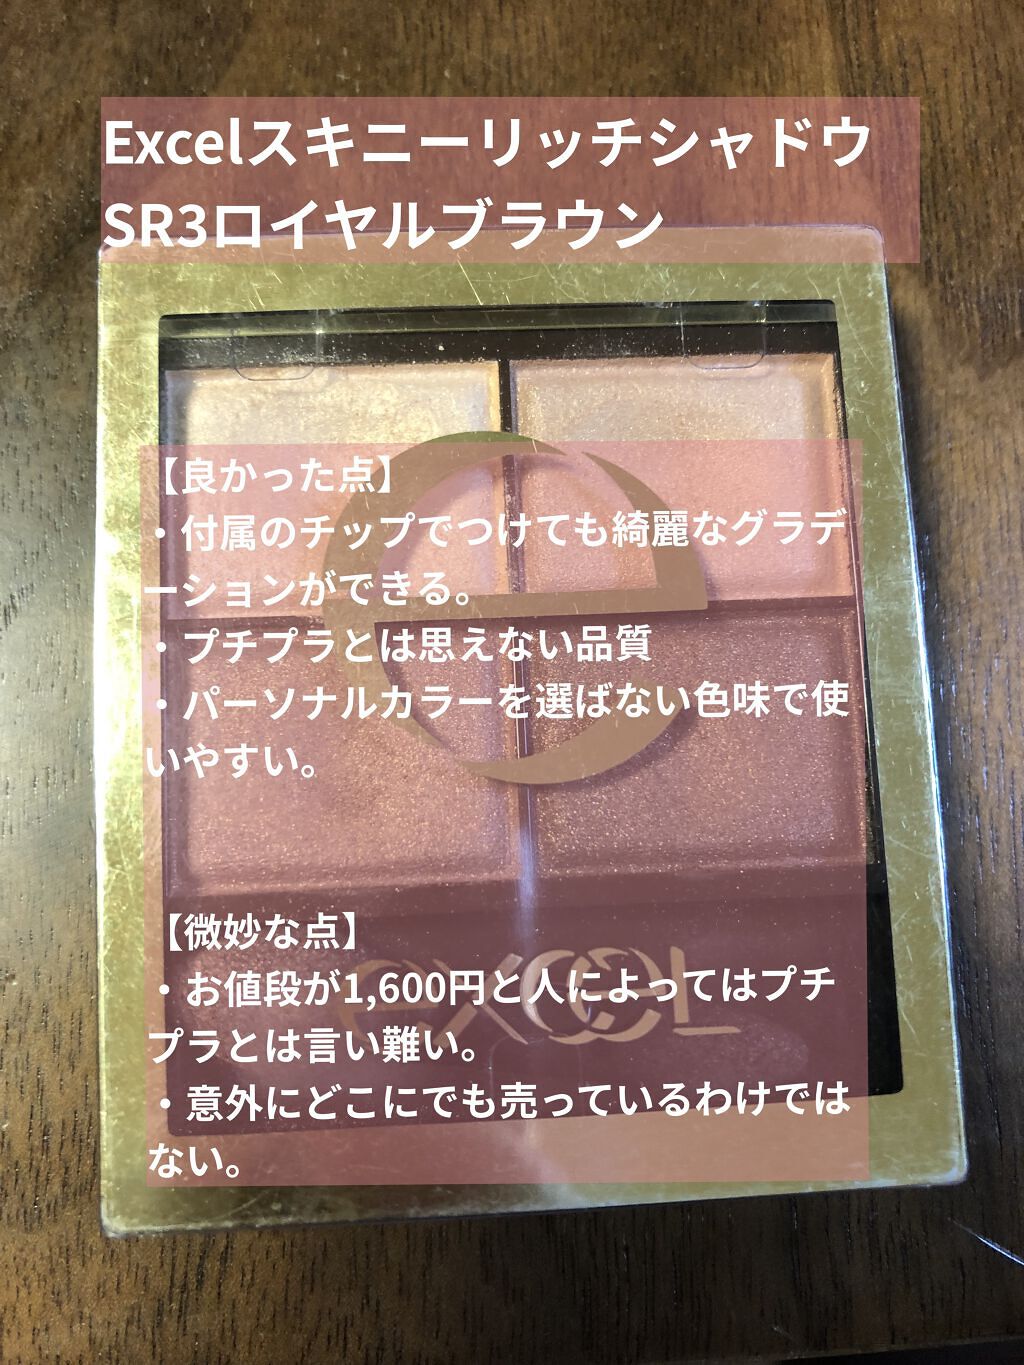 Excelスキニーリッチシャドウ
SR3ロイヤルブラウン
【良かった点】
・付属のチップでつけても綺麗なグラデ
ーションができる。
・プチプラとは思えない品質
・パーソナルカラーを選ばない色味で使
いやすい。
【微妙な点】
・お値段が1,600円と人によってはプチ
プラとは言い難い。
・意外にどこにでも売っているわけでは
ない。
e
EXCEL